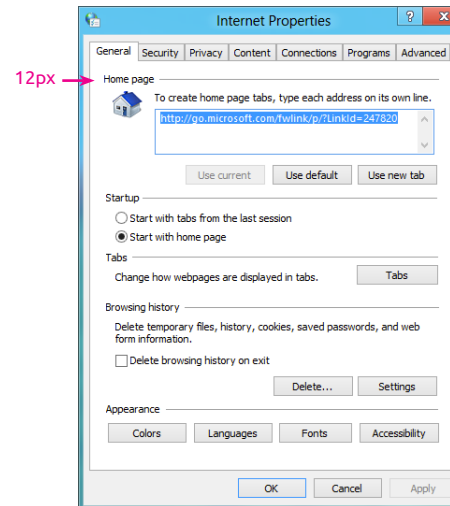 Internet Properties
?
X
General Security Privacy Content Connections Programs Advanced
12px
Home page
To create home page tabs, type each address on its own line.
http://go.microsoft.com/fwlink/p/?LinkId=247820
Use current Use default Use new tab
Startup
Start with tabs from the last session
Start with home page
Tabs
Change how webpages are displayed in tabs.
Tabs
Browsing history
Delete temporary files, history, cookies, saved passwords, and web
form information.
Delete browsing history on exit
Delete... Settings
Appearance
Colors Languages Fonts Accessibility
OK Cancel Apply